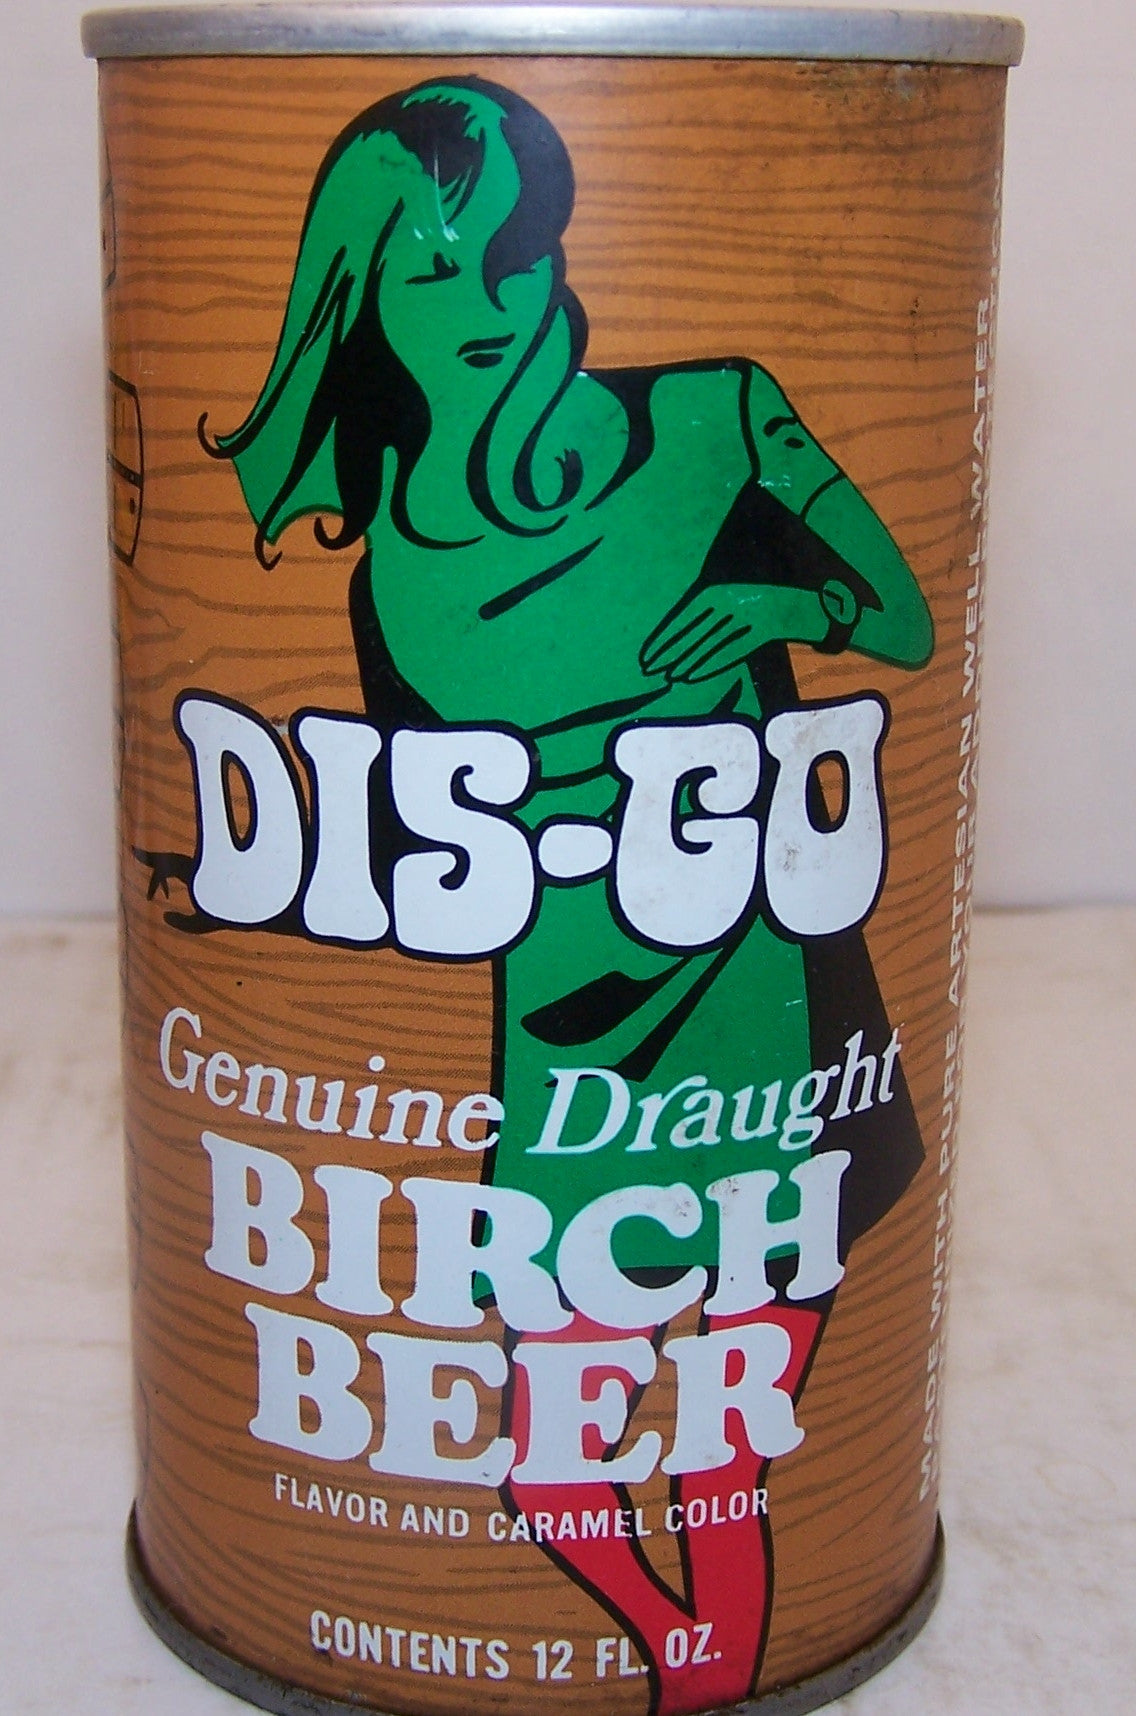 DIS-GO
Genuine Draught
BIRCH
BEER
FLAVOR AND CARAMEL COLOR
CONTENTS 12 FL. OZ.
MADE WITH PURE ARTESIAN WELL WATER